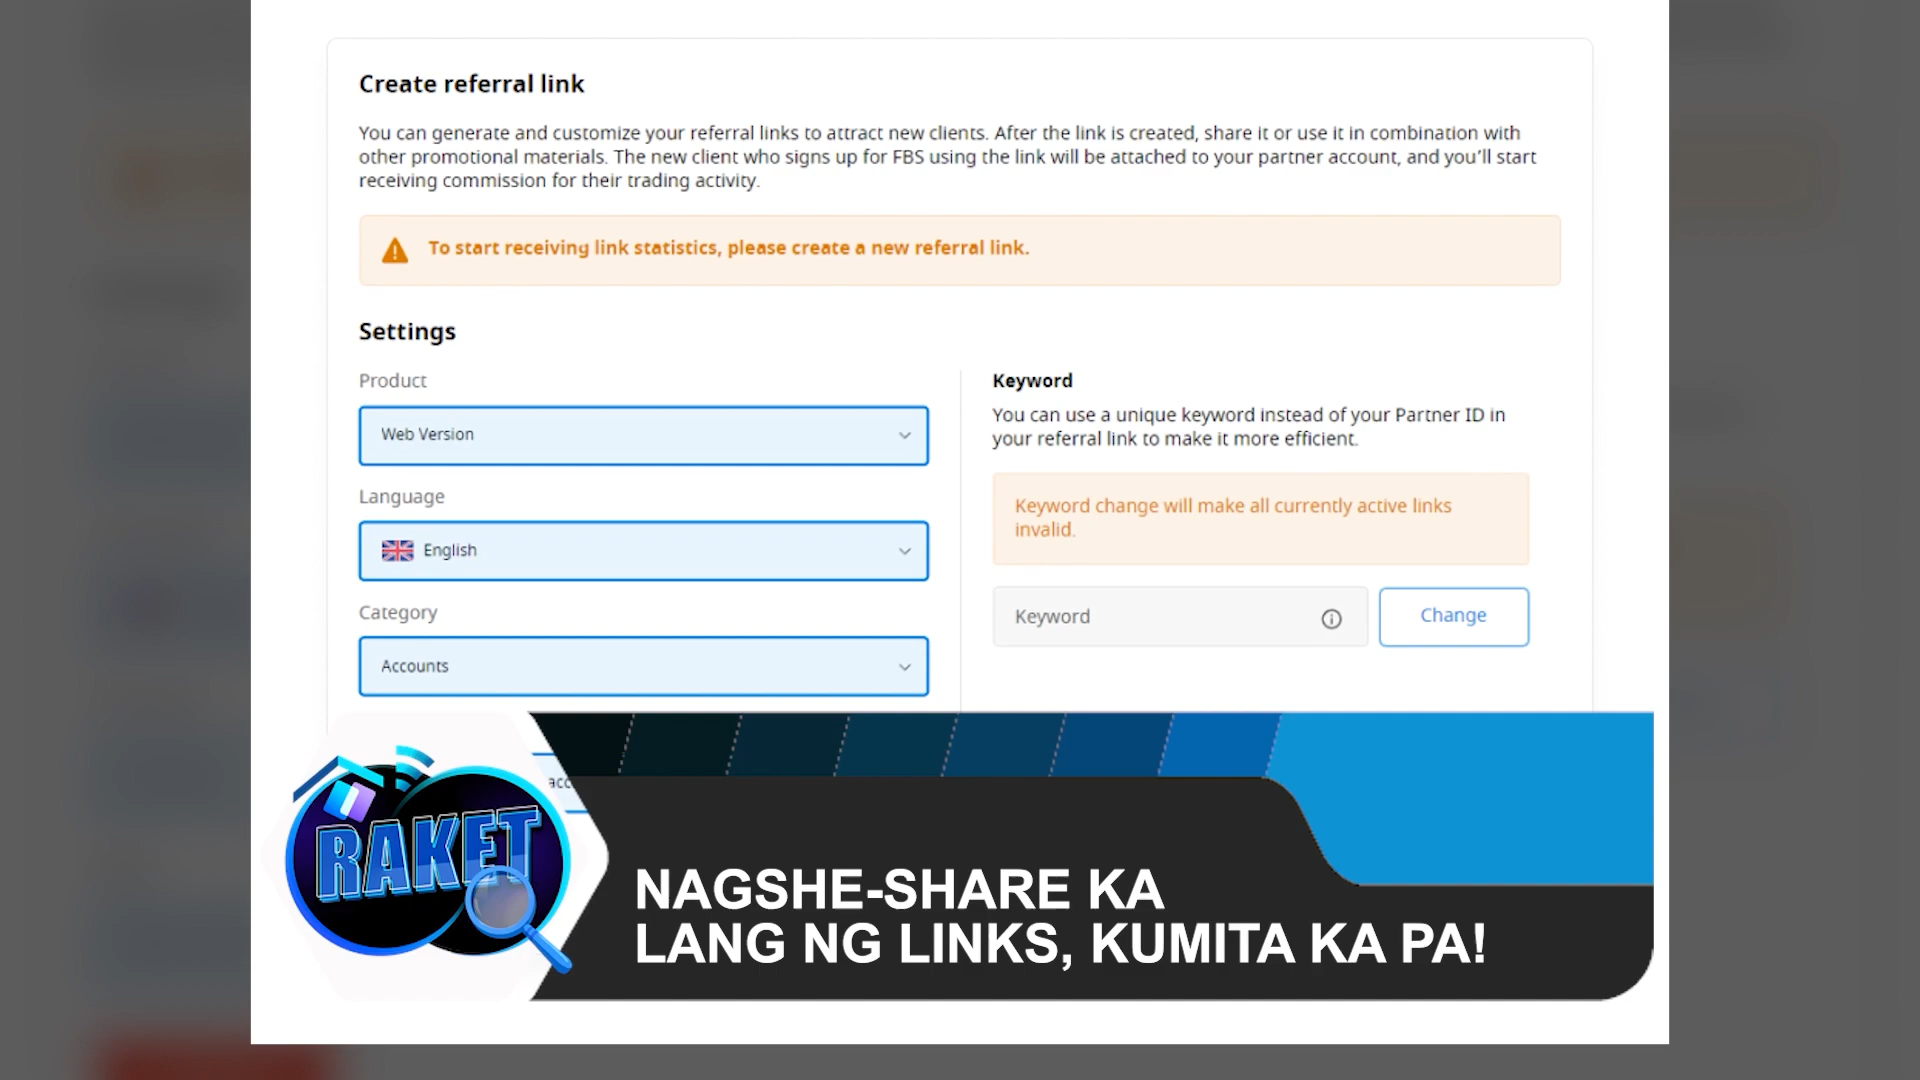 Create referral link
You can generate and customize your referral links to attract new clients. After the link is created, share it or use it in combination with
other promotional materials. The new client who signs up for FBS using the link will be attached to your partner account, and you'll start
receiving commission for their trading activity.
To start receiving link statistics, please create a new referral link.
Settings
Product
Web Version
Language
English
Category
Accounts
Keyword
You can use a unique keyword instead of your Partner ID in
your referral link to make it more efficient.
Keyword change will make all currently active links
invalid.
Keyword
Change
RAKET
NAGSHE-SHARE KA
LANG NG LINKS, KUMITA KA PA!